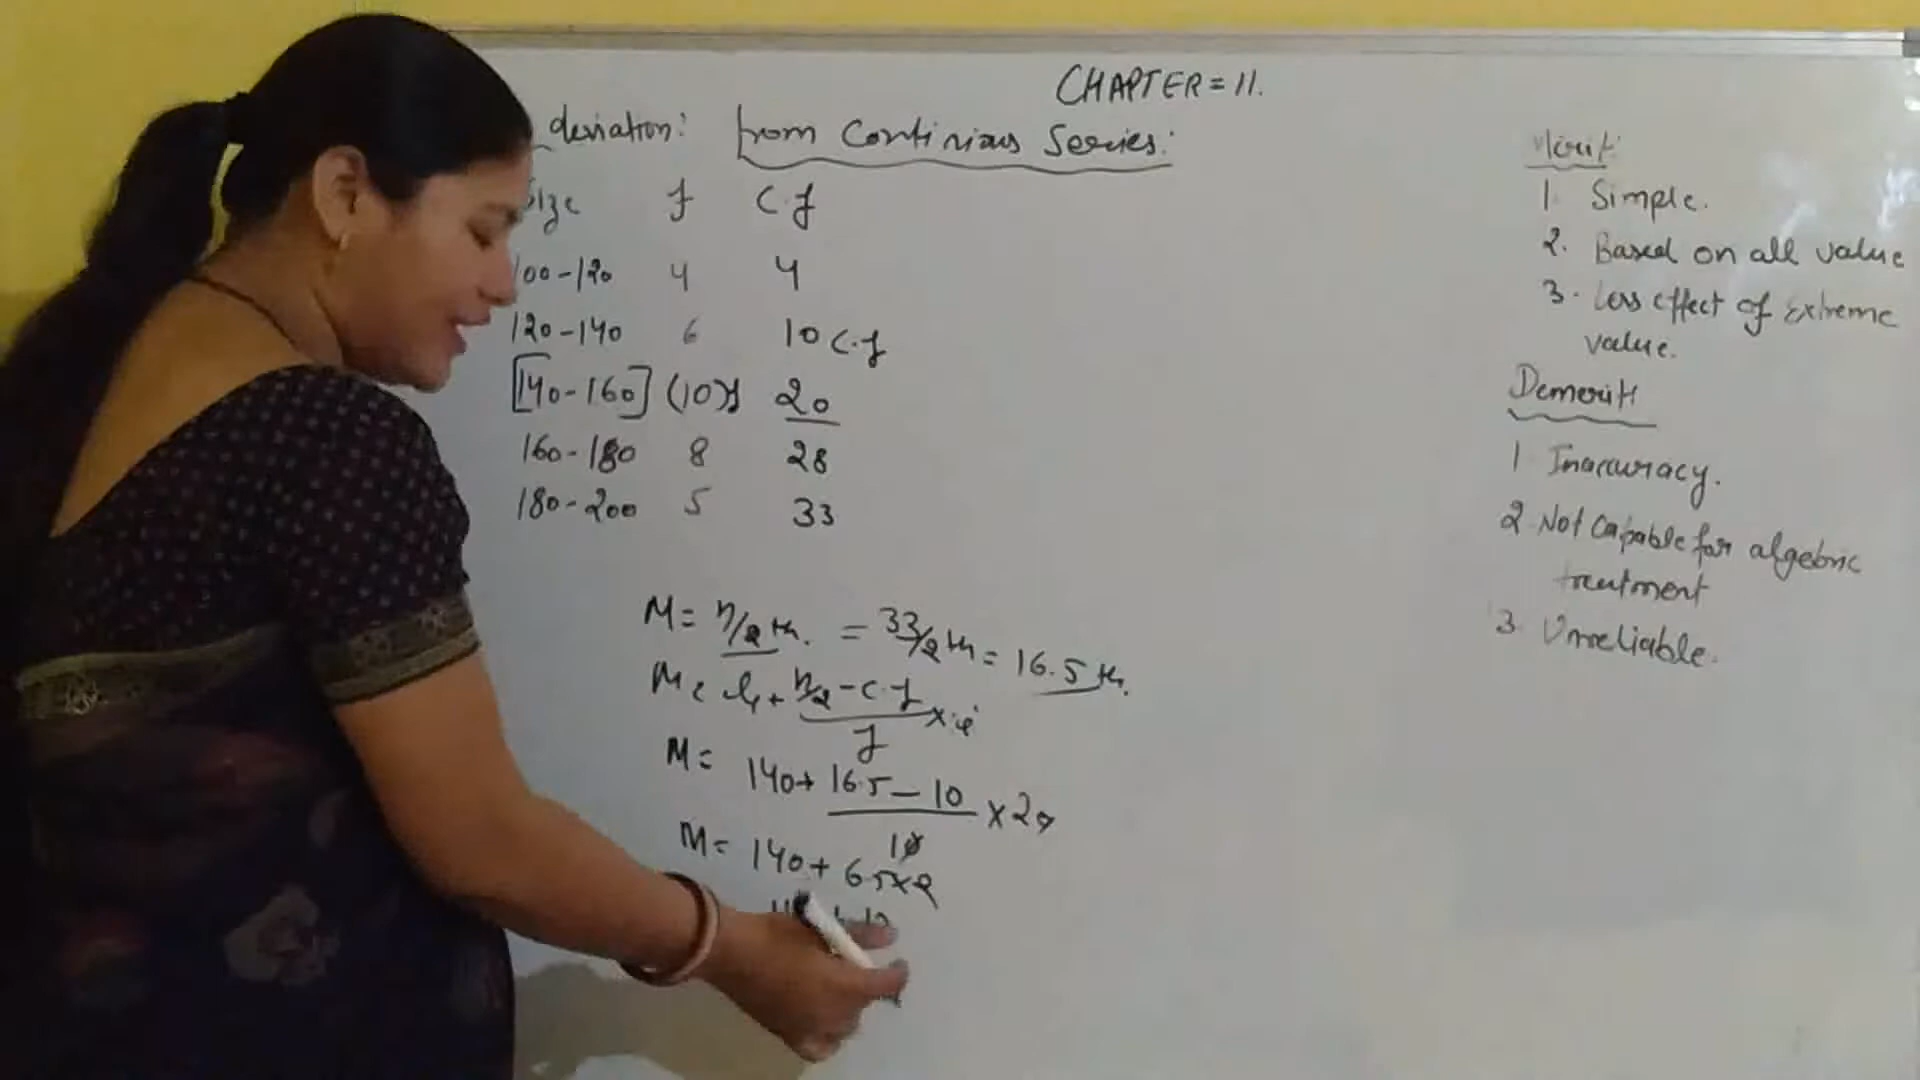 CHAPTER = 11.
deviation: from Continious Series:
Size f C.f
100-120 4 4
120-140 6 10 C.f
[140-160] (10)f 20
160-180 8 28
180-200 5 33
M = n/2 th. = 33/2 th = 16.5 th.
M = l1 + n/2 - C.f / f × i
M = 140 + 16.5 - 10 / 10 × 20
M = 140 + 6.5 × 2
Merit:
1. Simple.
2. Based on all value
3. Less effect of Extreme
value.
Demerit
1 Inaccuracy.
2 Not Capable for algebric
treatment
3. Unreliable.